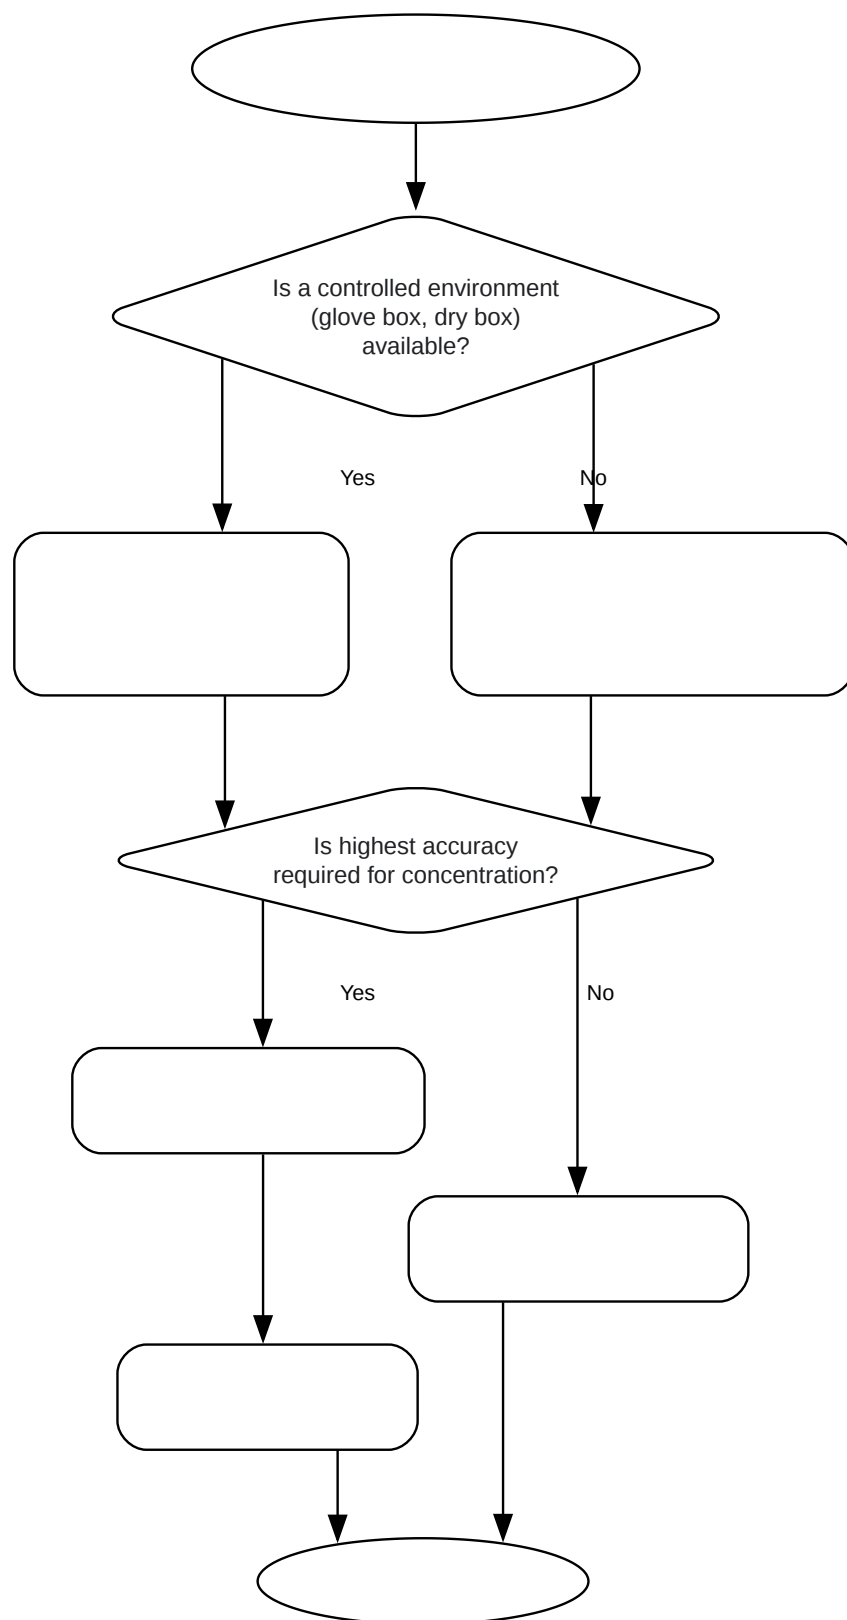 Is a controlled environment
(glove box, dry box)
available?
Yes
No
Is highest accuracy
required for concentration?
Yes
No